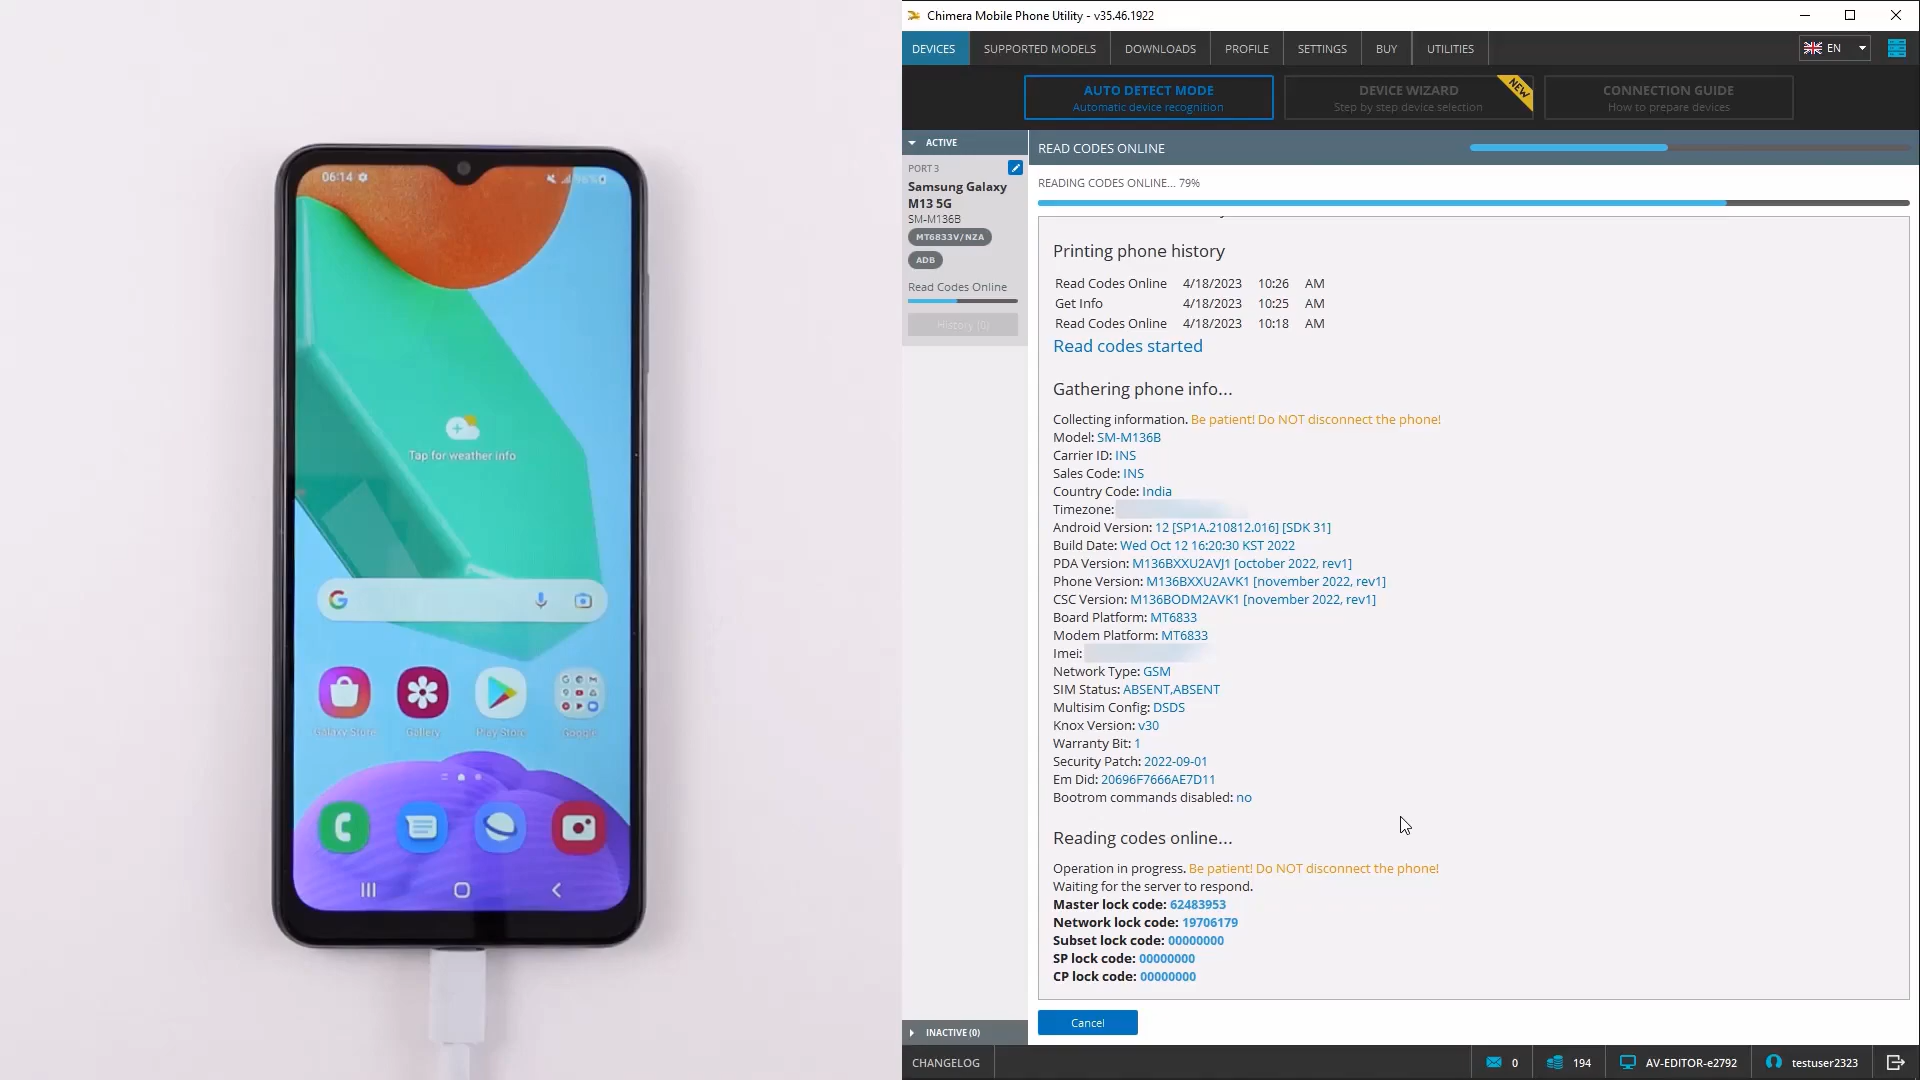 06:14
Tap for weather info
Galaxy Store
Gallery
Play Store
Google
Chimera Mobile Phone Utility - v35.46.1922
DEVICES
SUPPORTED MODELS
DOWNLOADS
PROFILE
SETTINGS
BUY
UTILITIES
EN
AUTO DETECT MODE
Automatic device recognition
DEVICE WIZARD
Step by step device selection
NEW
CONNECTION GUIDE
How to prepare devices
ACTIVE
PORT 3
Samsung Galaxy
M13 5G
SM-M136B
MT6833V/NZA
ADB
Read Codes Online
History (0)
READ CODES ONLINE
READING CODES ONLINE... 79%
Printing phone history
Read Codes Online 4/18/2023 10:26 AM
Get Info 4/18/2023 10:25 AM
Read Codes Online 4/18/2023 10:18 AM
Read codes started
Gathering phone info...
Collecting information. Be patient! Do NOT disconnect the phone!
Model: SM-M136B
Carrier ID: INS
Sales Code: INS
Country Code: India
Timezone:
Android Version: 12 [SP1A.210812.016] [SDK 31]
Build Date: Wed Oct 12 16:20:30 KST 2022
PDA Version: M136BXXU2AVJ1 [october 2022, rev1]
Phone Version: M136BXXU2AVK1 [november 2022, rev1]
CSC Version: M136BODM2AVK1 [november 2022, rev1]
Board Platform: MT6833
Modem Platform: MT6833
Imei:
Network Type: GSM
SIM Status: ABSENT,ABSENT
Multisim Config: DSDS
Knox Version: v30
Warranty Bit: 1
Security Patch: 2022-09-01
Em Did: 20696F7666AE7D11
Bootrom commands disabled: no
Reading codes online...
Operation in progress. Be patient! Do NOT disconnect the phone!
Waiting for the server to respond.
Master lock code: 62483953
Network lock code: 19706179
Subset lock code: 00000000
SP lock code: 00000000
CP lock code: 00000000
Cancel
INACTIVE (0)
CHANGELOG
0
194
AV-EDITOR-e2792
testuser2323